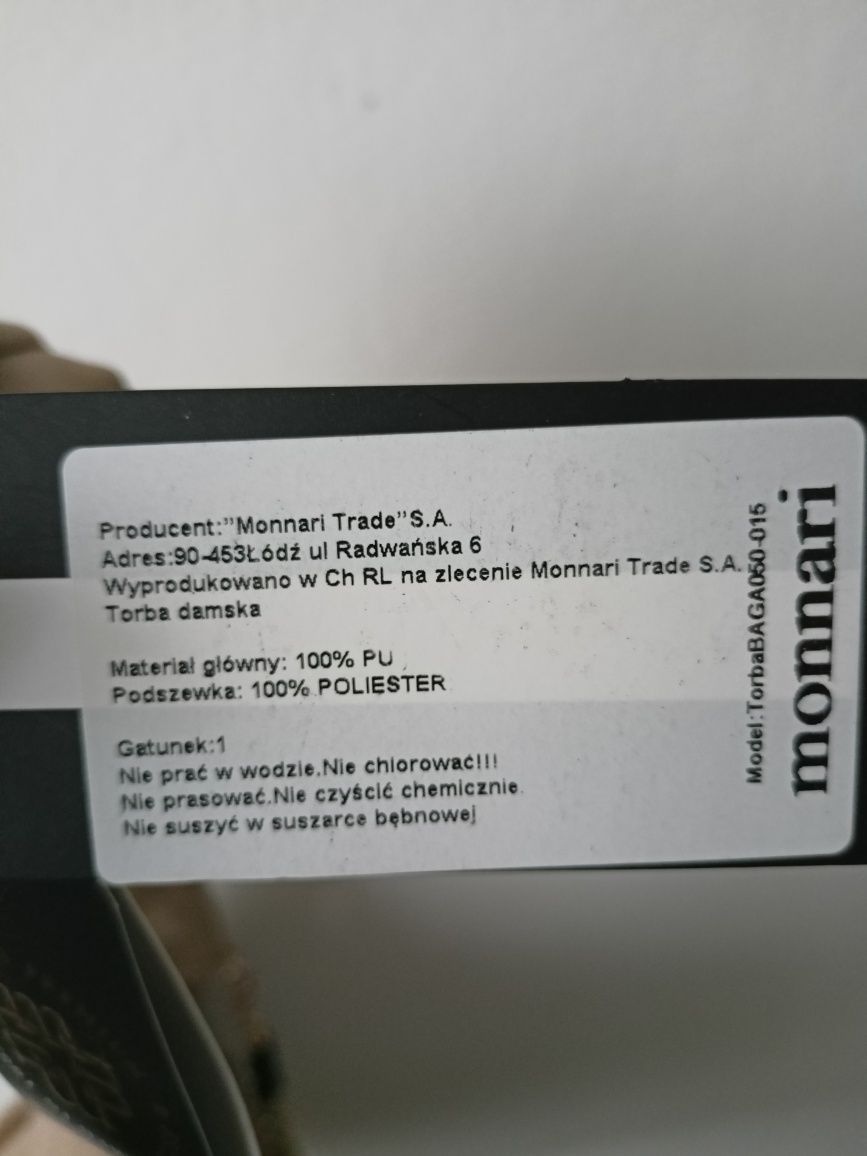 Producent:"Monnari Trade"S.A.
Adres:90-453Łódź ul Radwańska 6
Wyprodukowano w Ch RL na zlecenie Monnari Trade S.A.
Torba damska
Materiał główny: 100% PU
Podszewka: 100% POLIESTER
Gatunek:1
Nie prać w wodzie.Nie chlorować!!!
Nie prasować.Nie czyścić chemicznie.
Nie suszyć w suszarce bębnowej
Model:TorbaBAGA050-015
monnari